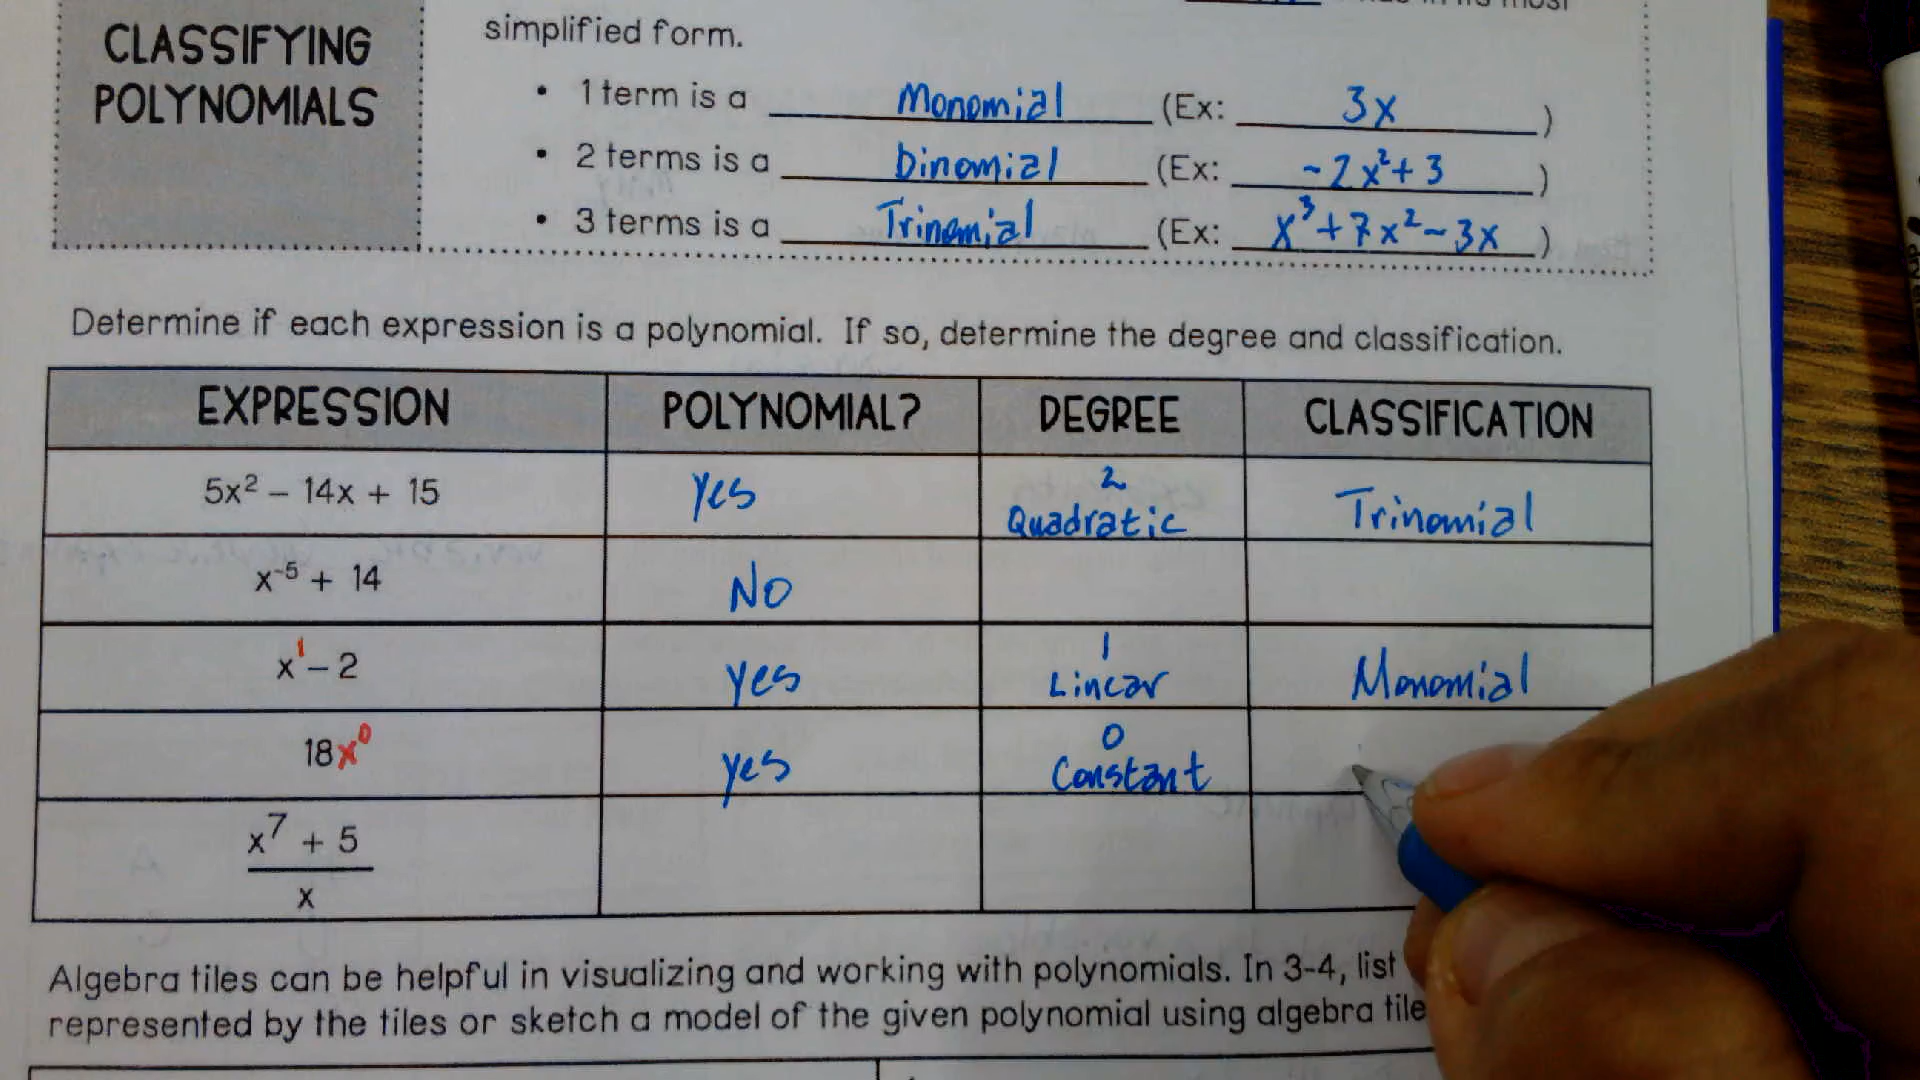 CLASSIFYING
POLYNOMIALS
simplified form.
• 1 term is a Monomial (Ex: 3x )
• 2 terms is a binomial (Ex: -2x²+3 )
• 3 terms is a Trinomial (Ex: x³+7x²-3x )
Determine if each expression is a polynomial. If so, determine the degree and classification.
EXPRESSION POLYNOMIAL? DEGREE CLASSIFICATION
5x² – 14x + 15 yes 2 Quadratic Trinomial
x⁻⁵ + 14 NO
x¹ – 2 yes 1 Linear Monomial
18x⁰ yes 0 Constant
x⁷ + 5
x
Algebra tiles can be helpful in visualizing and working with polynomials. In 3-4, list
represented by the tiles or sketch a model of the given polynomial using algebra tile